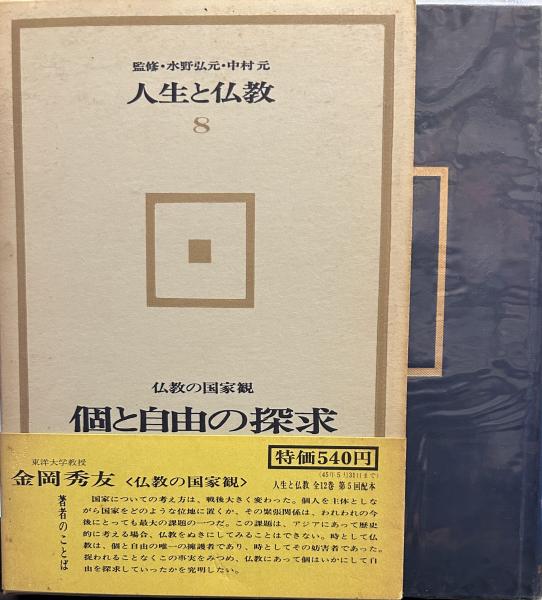 監修・水野弘元・中村 元
人生と仏教
8
仏教の国家観
個と自由の探求
特価540円
(45年5月31日まで)
東洋大学教授
金岡秀友〈仏教の国家観〉
人生と仏教 全12巻 第5回配本
著者のことば
国家についての考え方は、戦後大きく変わった。個人を主体としな
がら国家をどのような位地に置くか、その緊張関係は、われわれの今
後にとっても最大の課題の一つだ。この課題は、アジアにあって歴史
的に考える場合、仏教をぬきにしてみることはできない。時として仏
教は、個と自由の唯一の擁護者であり、時としてその妨害者であった。
捉われることなくこの事実をみつめ、仏教にあって個はいかにして自
由を探求していったかを究明したい。